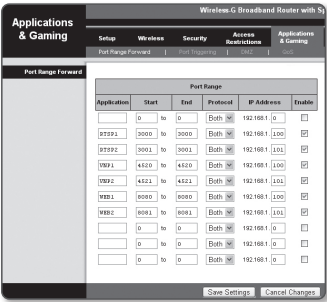 Wireless-G Broadband Router with Sp
Applications & Gaming
Setup Wireless Security Access Restrictions Applications & Gaming
Port Range Forward | Port Triggering | DMZ | QoS
Port Range Forward
Port Range
Application Start End Protocol IP Address Enable
0 to 0 Both 192.168.1. 0
RTSP1 3000 to 3000 Both 192.168.1. 100
RTSP2 3001 to 3001 Both 192.168.1. 101
VNP1 4520 to 4520 Both 192.168.1. 100
VNP2 4521 to 4521 Both 192.168.1. 101
WEB1 8080 to 8080 Both 192.168.1. 100
WEB2 8081 to 8081 Both 192.168.1. 101
0 to 0 Both 192.168.1. 0
0 to 0 Both 192.168.1. 0
0 to 0 Both 192.168.1. 0
Save Settings Cancel Changes